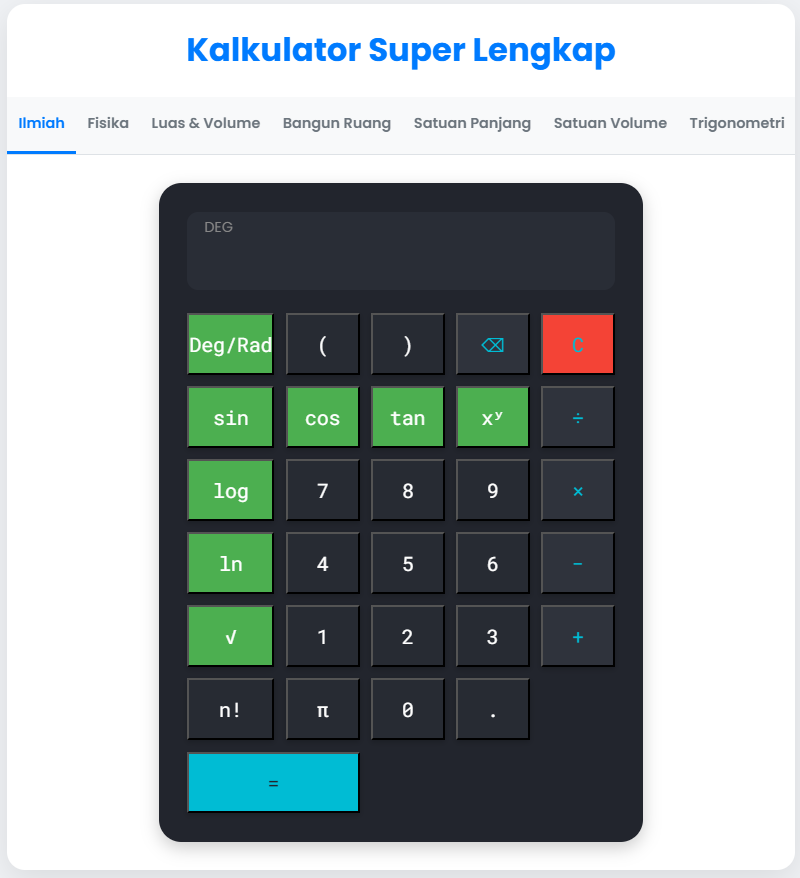 Kalkulator Super Lengkap
Ilmiah Fisika Luas & Volume Bangun Ruang Satuan Panjang Satuan Volume Trigonometri
DEG
Deg/Rad ( ) ⌫ C
sin cos tan xʸ ÷
log 7 8 9 ×
ln 4 5 6 −
√ 1 2 3 +
n! π 0 .
=